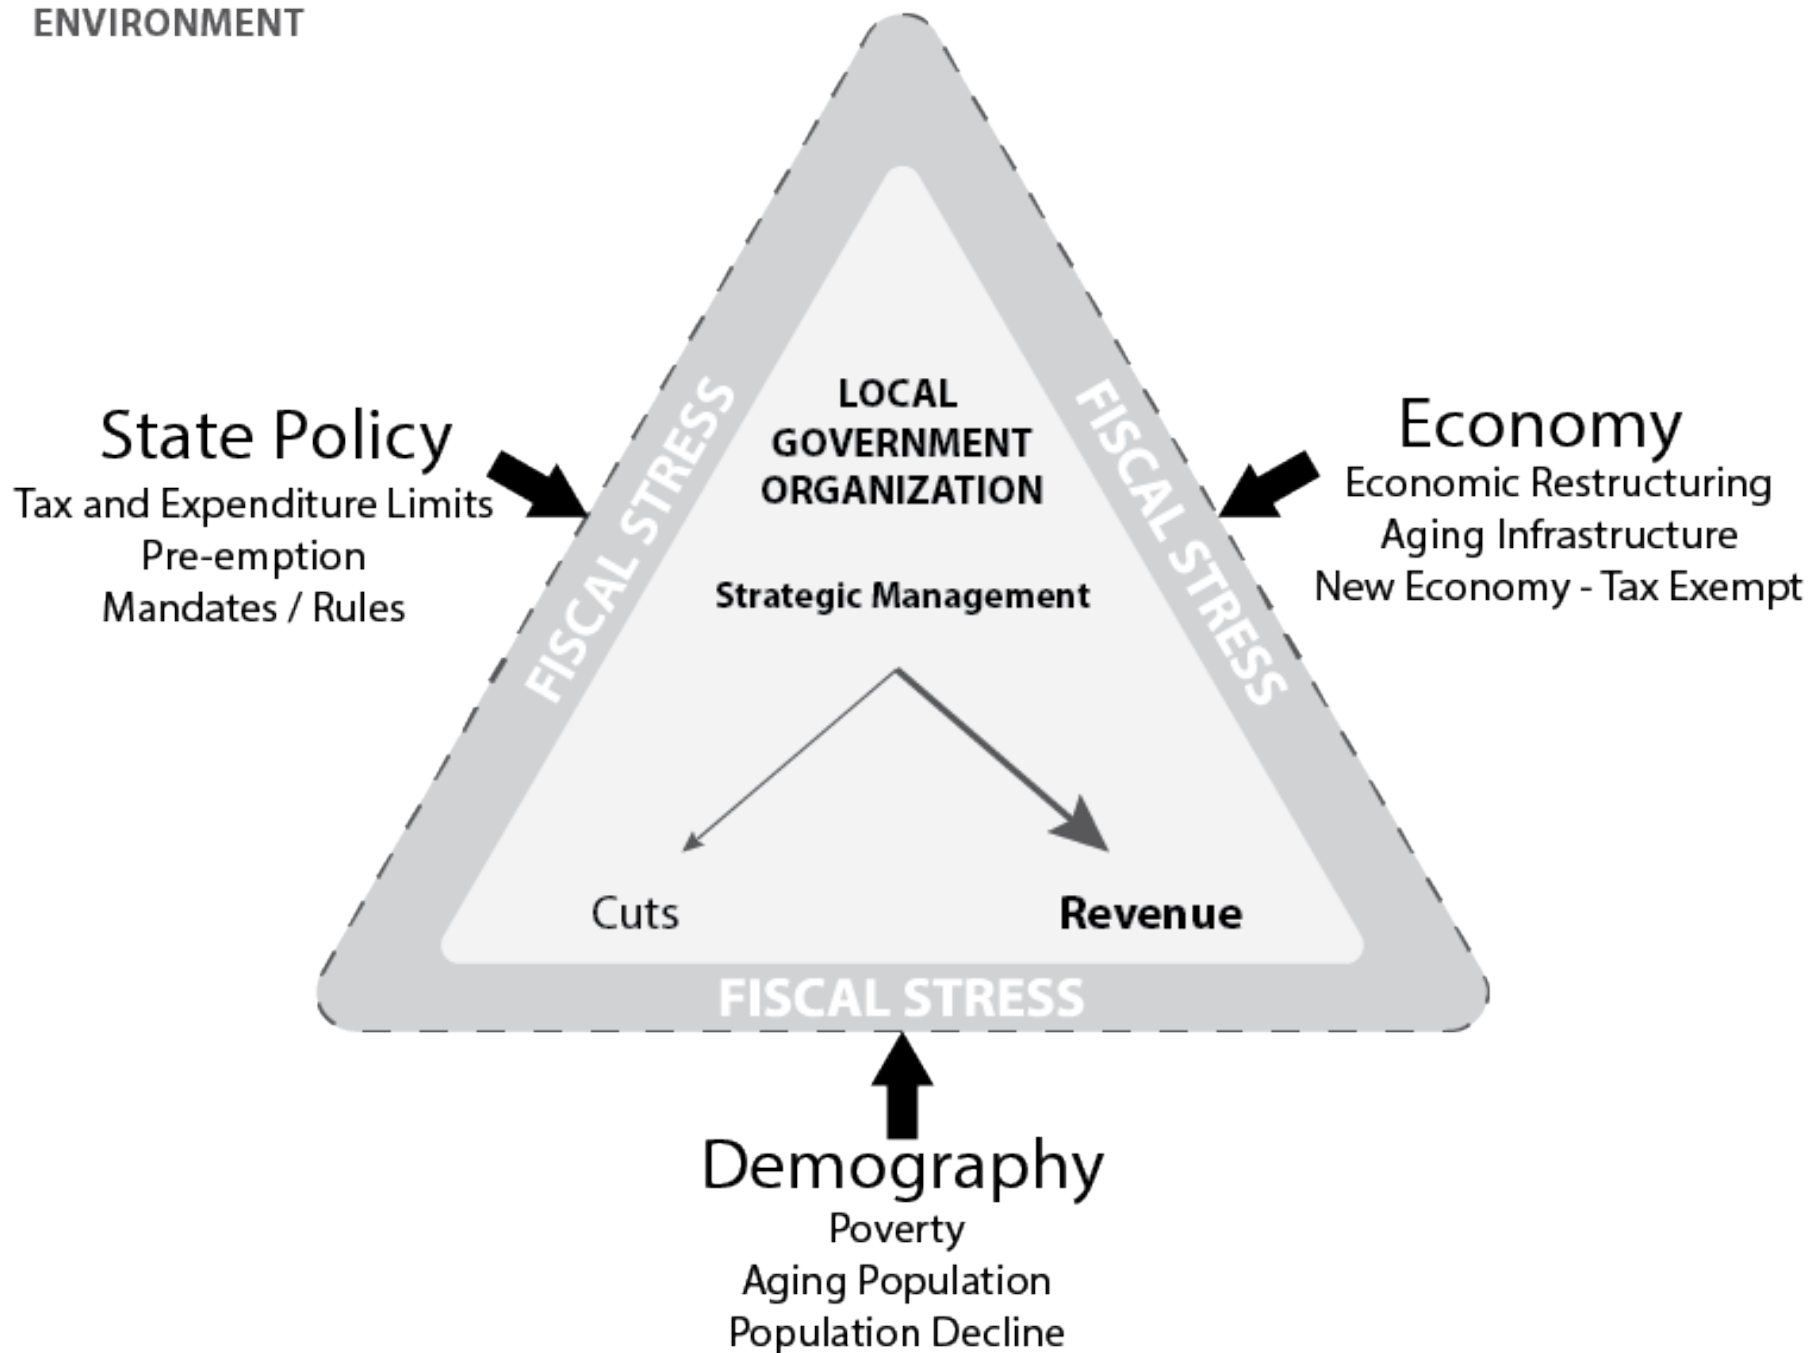 ENVIRONMENT
LOCAL
GOVERNMENT
ORGANIZATION
Strategic Management
Cuts
Revenue
FISCAL STRESS
FISCAL STRESS
FISCAL STRESS
State Policy
Tax and Expenditure Limits
Pre-emption
Mandates / Rules
Economy
Economic Restructuring
Aging Infrastructure
New Economy - Tax Exempt
Demography
Poverty
Aging Population
Population Decline